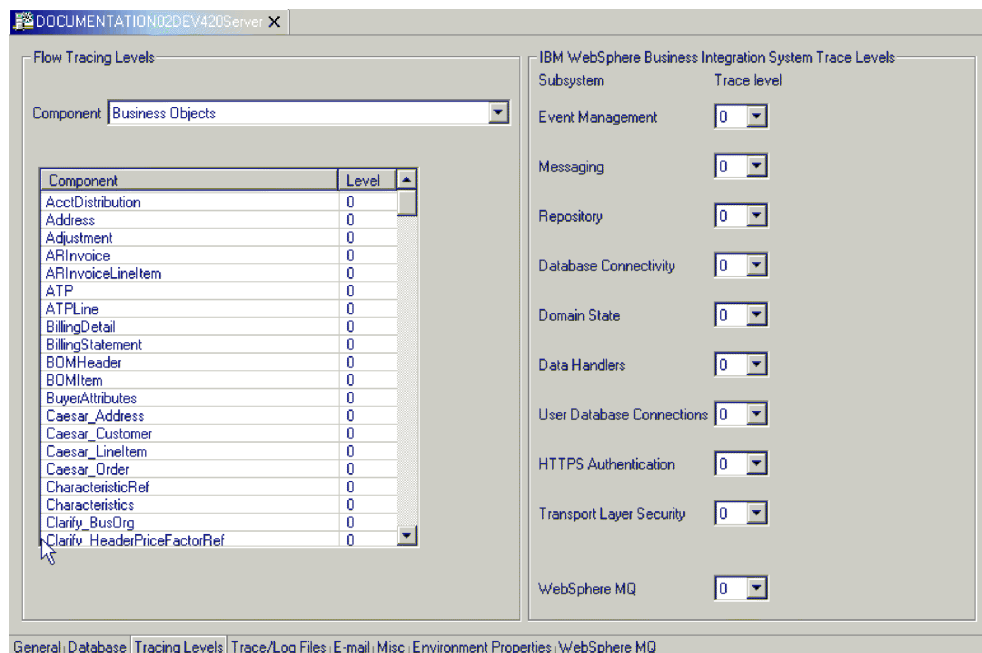 DOCUMENTATION02DEV420Server X
Flow Tracing Levels
Component Business Objects
Component Level
AcctDistribution 0
Address 0
Adjustment 0
ARInvoice 0
ARInvoiceLineItem 0
ATP 0
ATPLine 0
BillingDetail 0
BillingStatement 0
BOMHeader 0
BOMItem 0
BuyerAttributes 0
Caesar_Address 0
Caesar_Customer 0
Caesar_LineItem 0
Caesar_Order 0
CharacteristicRef 0
Characteristics 0
Clarify_BusOrg 0
Clarify_HeaderPriceFactorRef 0
IBM WebSphere Business Integration System Trace Levels
Subsystem Trace level
Event Management 0
Messaging 0
Repository 0
Database Connectivity 0
Domain State 0
Data Handlers 0
User Database Connections 0
HTTPS Authentication 0
Transport Layer Security 0
WebSphere MQ 0
General Database Tracing Levels Trace/Log Files E-mail Misc Environment Properties WebSphere MQ